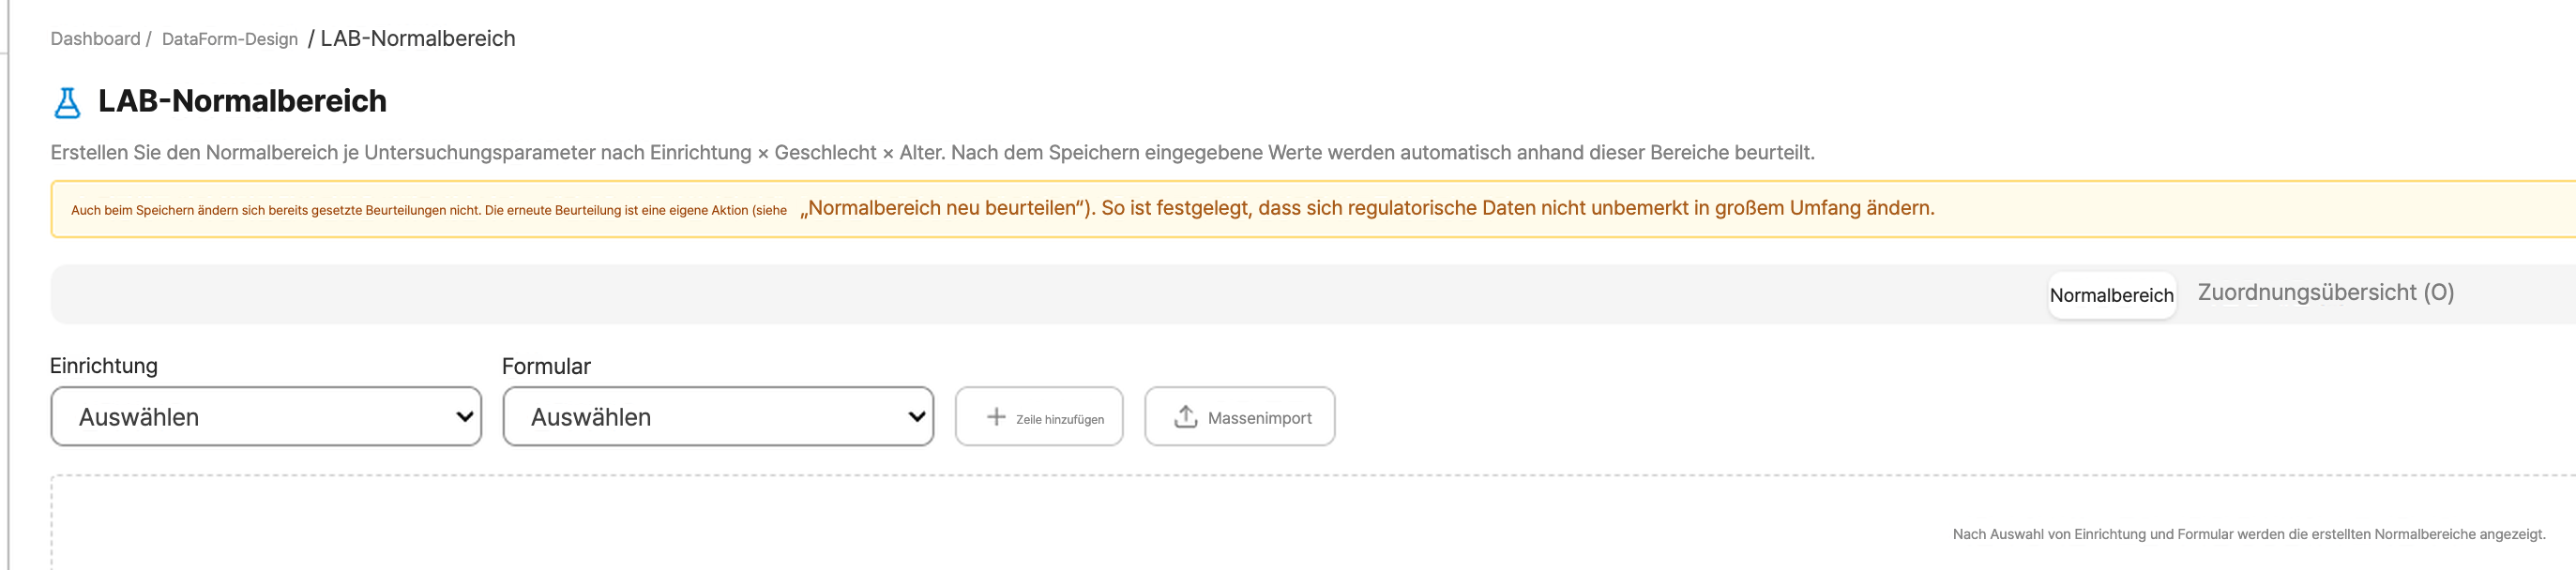 Dashboard / DataForm-Design / LAB-Normalbereich
LAB-Normalbereich
Erstellen Sie den Normalbereich je Untersuchungsparameter nach Einrichtung × Geschlecht × Alter. Nach dem Speichern eingegebene Werte werden automatisch anhand dieser Bereiche beurteilt.
Auch beim Speichern ändern sich bereits gesetzte Beurteilungen nicht. Die erneute Beurteilung ist eine eigene Aktion (siehe „Normalbereich neu beurteilen“). So ist festgelegt, dass sich regulatorische Daten nicht unbemerkt in großem Umfang ändern.
Normalbereich Zuordnungsübersicht (O)
Einrichtung Formular
Auswählen Auswählen Zeile hinzufügen Massenimport
Nach Auswahl von Einrichtung und Formular werden die erstellten Normalbereiche angezeigt.